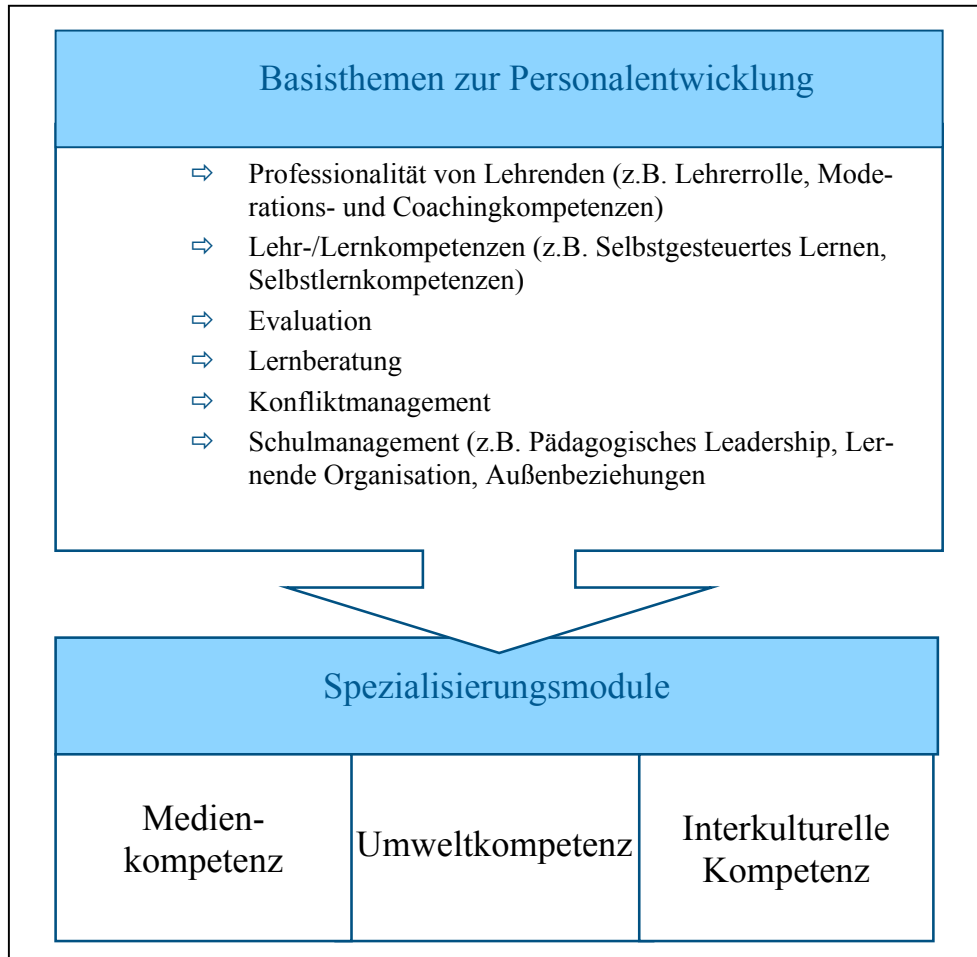 Basisthemen zur Personalentwicklung
⇨ Professionalität von Lehrenden (z.B. Lehrerrolle, Mode-
rations- und Coachingkompetenzen)
⇨ Lehr-/Lernkompetenzen (z.B. Selbstgesteuertes Lernen,
Selbstlernkompetenzen)
⇨ Evaluation
⇨ Lernberatung
⇨ Konfliktmanagement
⇨ Schulmanagement (z.B. Pädagogisches Leadership, Ler-
nende Organisation, Außenbeziehungen
Spezialisierungsmodule
Medien-
kompetenz
Umweltkompetenz
Interkulturelle
Kompetenz